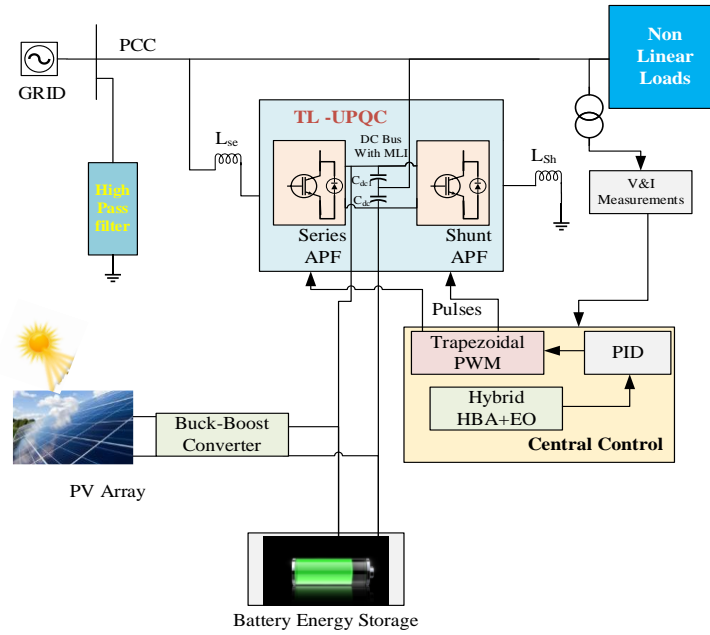 PCC
GRID
Non
Linear
Loads
TL -UPQC
DC Bus
With MLI
Lse
Cdc1
Cdc
LSh
High
Pass
filter
V&I
Measurements
Series
APF
Shunt
APF
Pulses
Trapezoidal
PWM
PID
Hybrid
HBA+EO
Central Control
Buck-Boost
Converter
PV Array
Battery Energy Storage